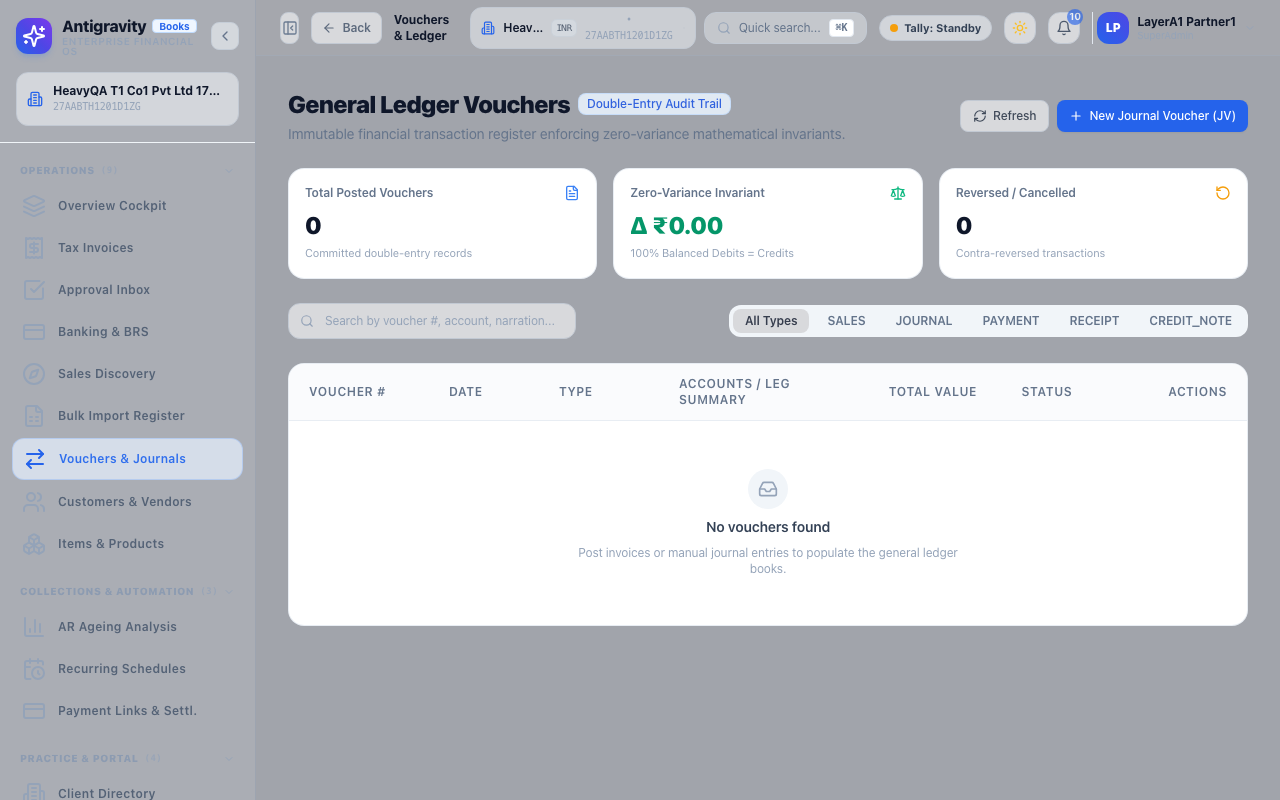 Antigravity Books
ENTERPRISE FINANCIAL
OS
HeavyQA T1 Co1 Pvt Ltd 17...
27AABTH1201D1ZG
OPERATIONS (9)
Overview Cockpit
Tax Invoices
Approval Inbox
Banking & BRS
Sales Discovery
Bulk Import Register
Vouchers & Journals
Customers & Vendors
Items & Products
COLLECTIONS & AUTOMATION
AR Ageing Analysis
Recurring Schedules
Payment Links & Settl.
PRACTICE & PORTAL (4)
Client Directory
Back
Vouchers
& Ledger
Heav... INR
27AABTH1201D1ZG
Quick search... ⌘K
Tally: Standby
10
LP
LayerA1 Partner1
General Ledger Vouchers
Double-Entry Audit Trail
Immutable financial transaction register enforcing zero-variance mathematical invariants.
Refresh
New Journal Voucher (JV)
Total Posted Vouchers
0
Committed double-entry records
Zero-Variance Invariant
Δ ₹0.00
100% Balanced Debits = Credits
Reversed / Cancelled
0
Contra-reversed transactions
Search by voucher #, account, narration...
All Types SALES JOURNAL PAYMENT RECEIPT CREDIT_NOTE
VOUCHER # DATE TYPE ACCOUNTS / LEG SUMMARY TOTAL VALUE STATUS ACTIONS
No vouchers found
Post invoices or manual journal entries to populate the general ledger
books.